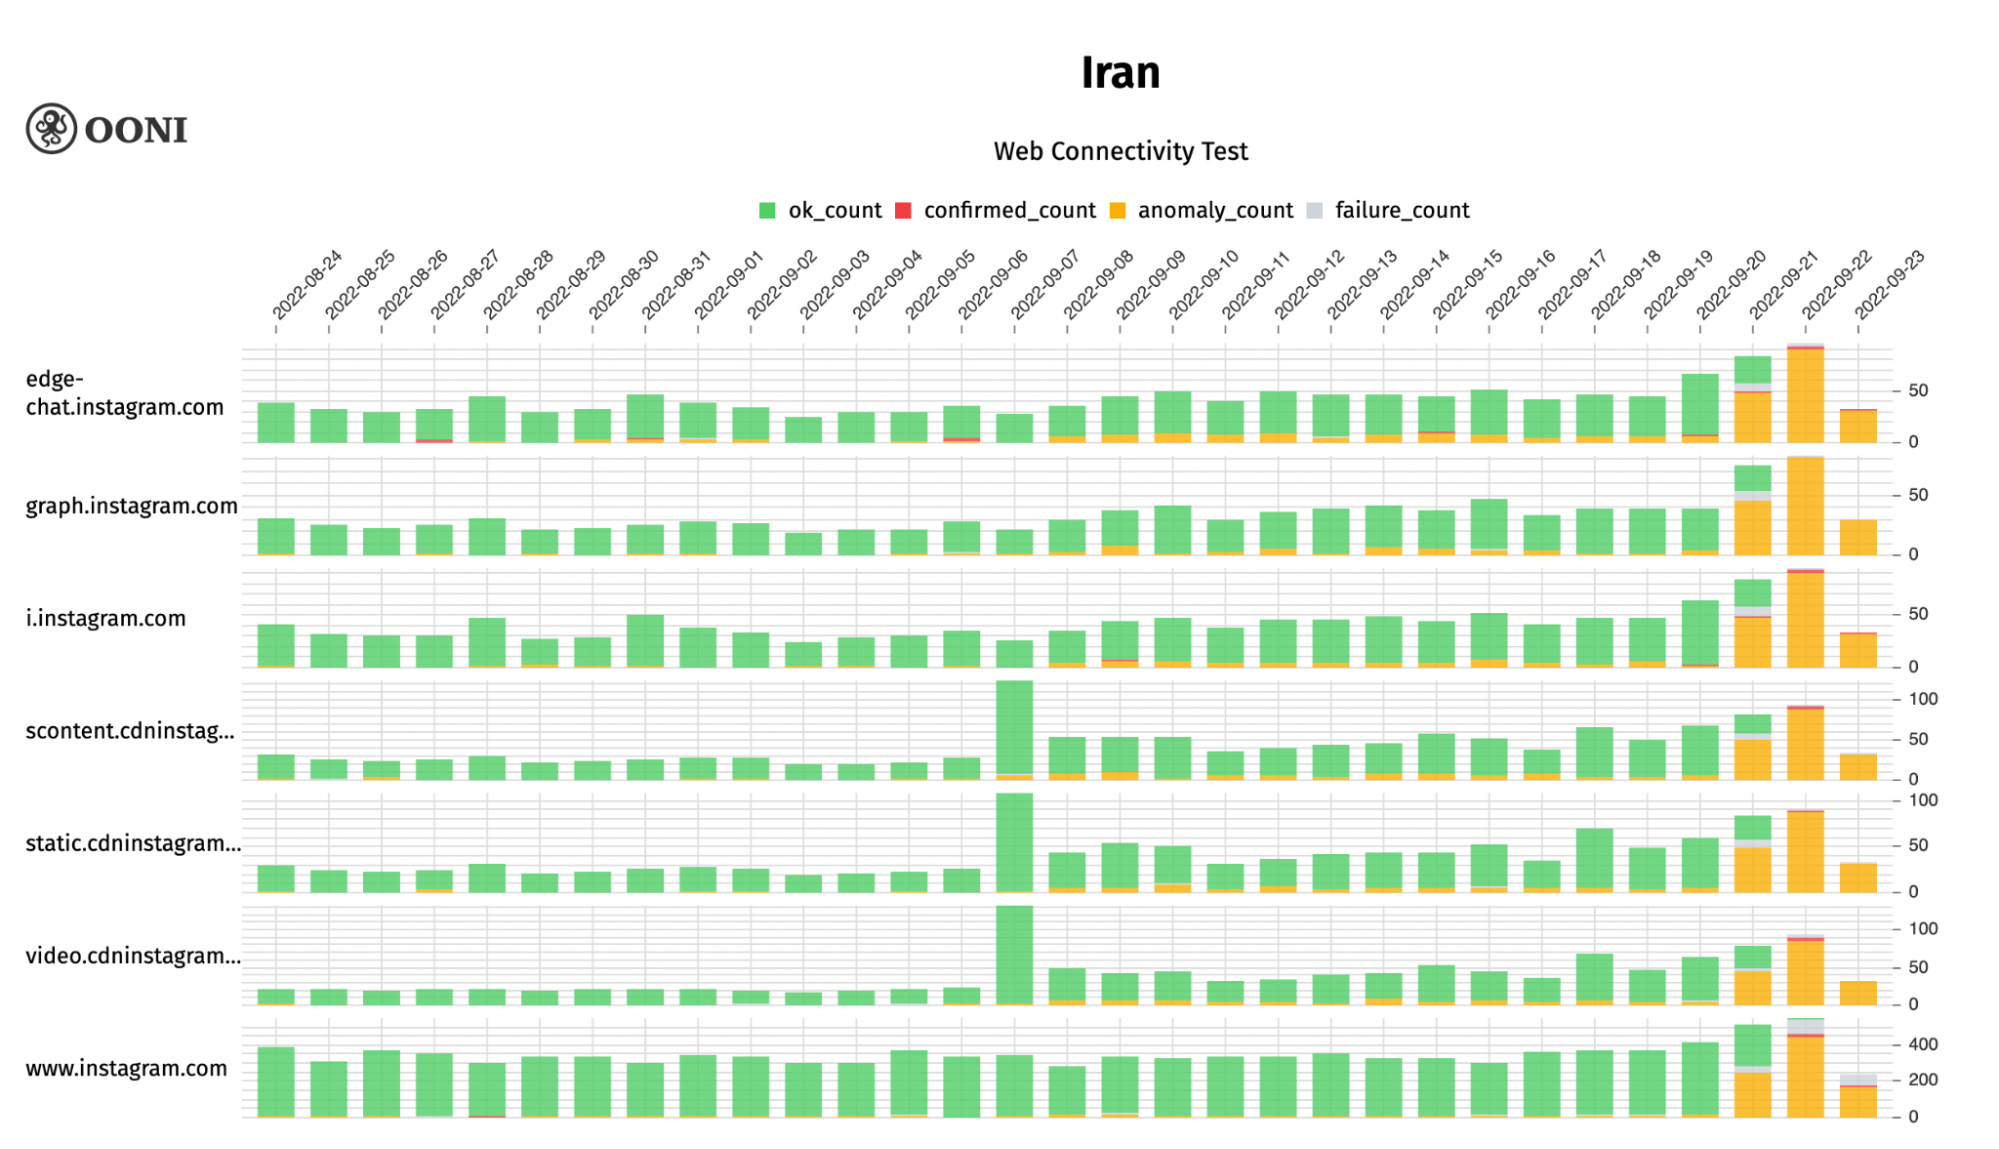 Iran
OONI
Web Connectivity Test
ok_count confirmed_count anomaly_count failure_count
2022-08-24 2022-08-25 2022-08-26 2022-08-27 2022-08-28 2022-08-29 2022-08-30 2022-08-31 2022-09-01 2022-09-02 2022-09-03 2022-09-04 2022-09-05 2022-09-06 2022-09-07 2022-09-08 2022-09-09 2022-09-10 2022-09-11 2022-09-12 2022-09-13 2022-09-14 2022-09-15 2022-09-16 2022-09-17 2022-09-18 2022-09-19 2022-09-20 2022-09-21 2022-09-22 2022-09-23
edge-
chat.instagram.com
50
0
graph.instagram.com
50
0
i.instagram.com
50
0
scontent.cdninstag...
100
50
0
static.cdninstagram...
100
50
0
video.cdninstagram...
100
50
0
www.instagram.com
400
200
0